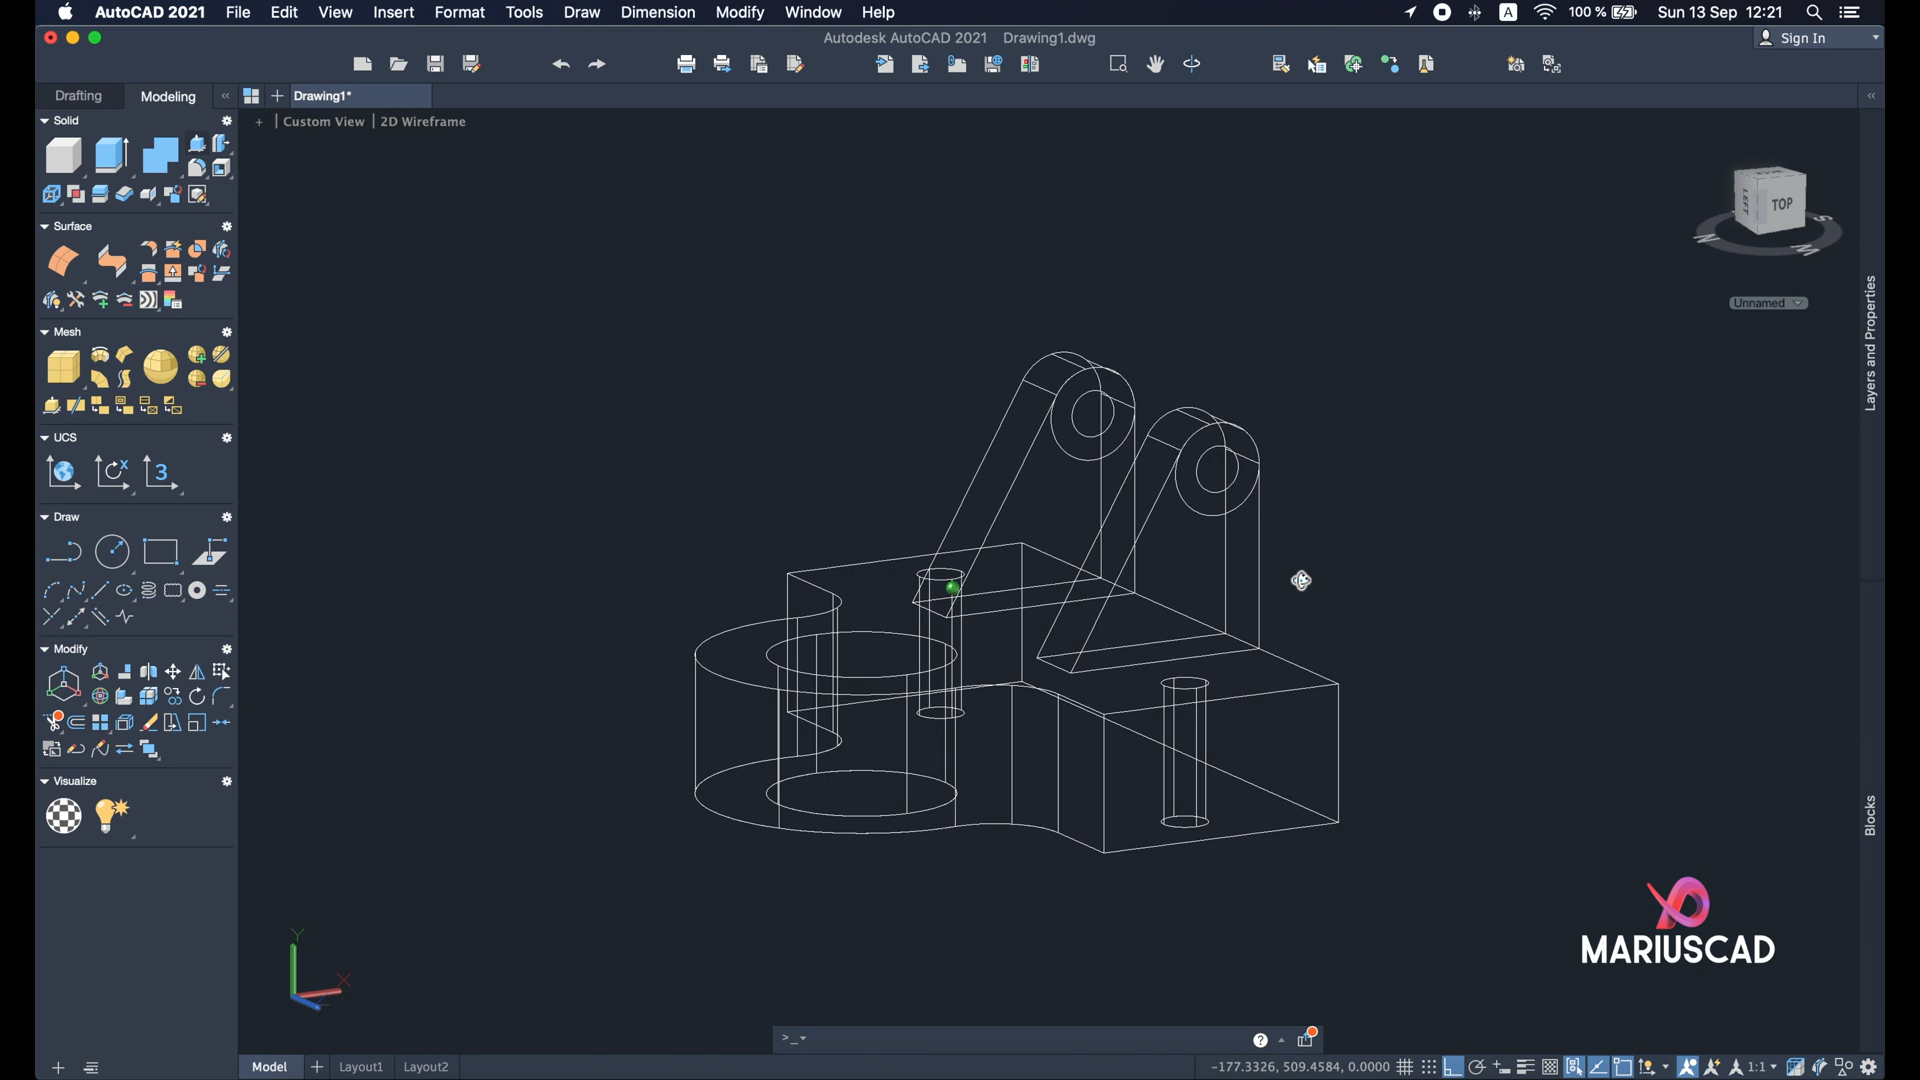 AutoCAD 2021 File Edit View Insert Format Tools Draw Dimension Modify Window Help A 100 % Sun 13 Sep 12:21
Autodesk AutoCAD 2021 Drawing1.dwg Sign In
Drafting Modeling Drawing1*
Solid
Custom View 2D Wireframe
LEFT TOP
N S
Unnamed
Surface
Mesh
UCS
X
3
Draw
Modify
Visualize
Layers and Properties
Blocks
Y
X
MARIUSCAD
>_
?
Model Layout1 Layout2 -177.3326, 509.4584, 0.0000 1:1